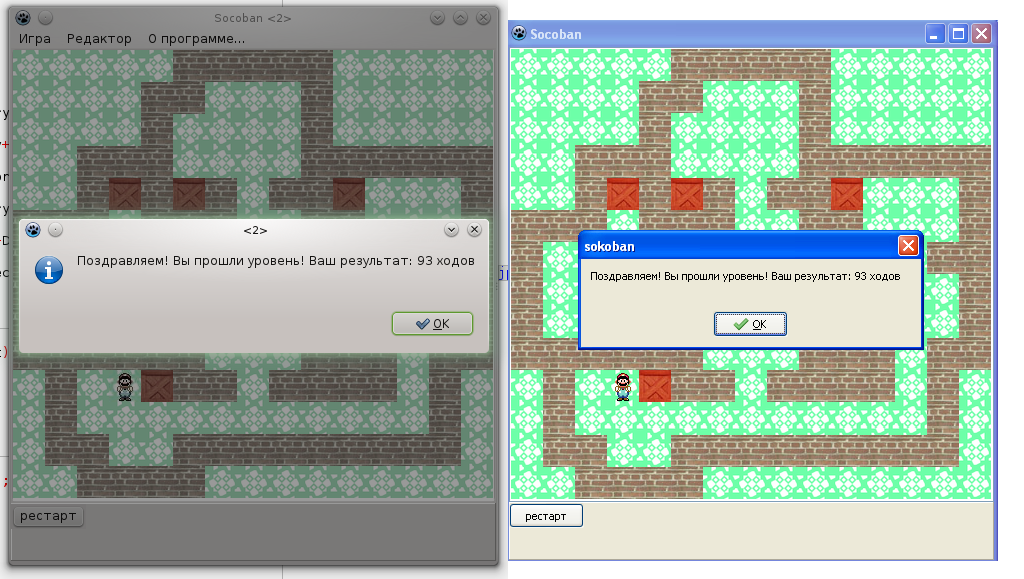 Socoban <2>
Игра Редактор О программе...
<2>
Поздравляем! Вы прошли уровень! Ваш результат: 93 ходов
OK
рестарт
Socoban
sokoban
Поздравляем! Вы прошли уровень! Ваш результат: 93 ходов
OK
рестарт